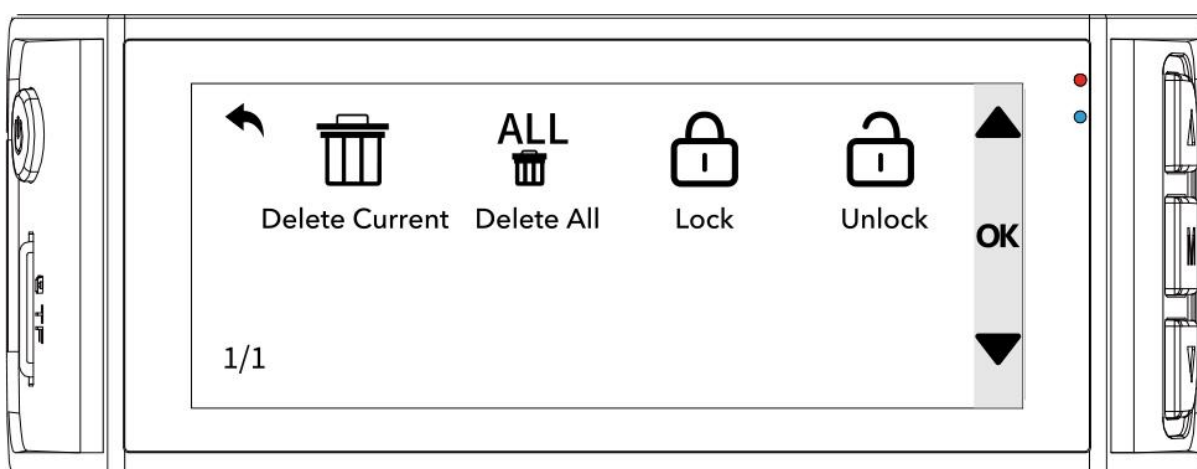 ALL
Delete Current
Delete All
Lock
Unlock
OK
1/1
TF
M